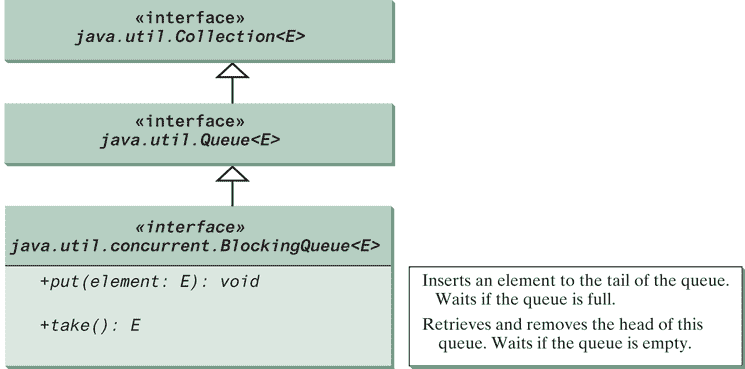 «interface»
java.util.Collection<E>
«interface»
java.util.Queue<E>
«interface»
java.util.concurrent.BlockingQueue<E>
+put(element: E): void
+take(): E
Inserts an element to the tail of the queue.
Waits if the queue is full.
Retrieves and removes the head of this
queue. Waits if the queue is empty.